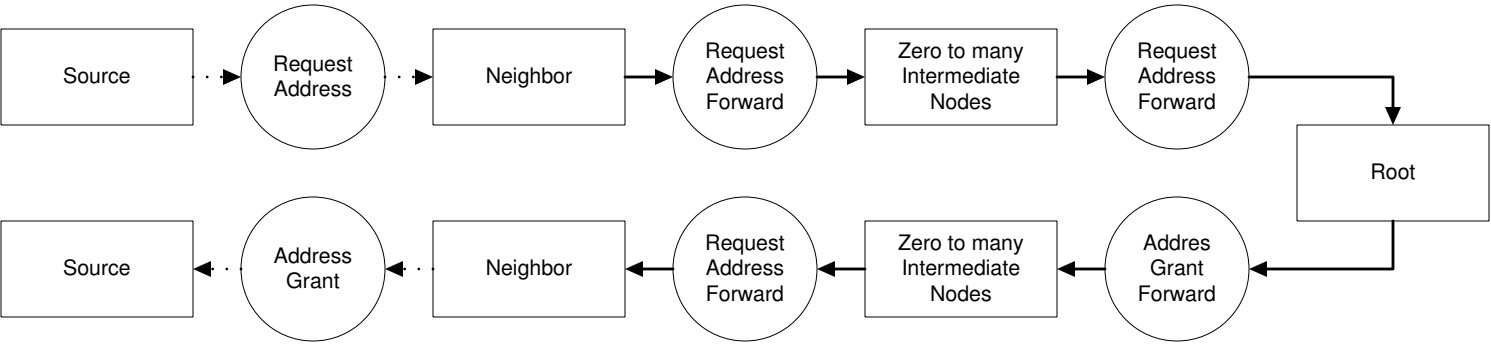 Source
Request
Address
Neighbor
Request
Address
Forward
Zero to many
Intermediate
Nodes
Request
Address
Forward
Root
Source
Address
Grant
Neighbor
Request
Address
Forward
Zero to many
Intermediate
Nodes
Addres
Grant
Forward